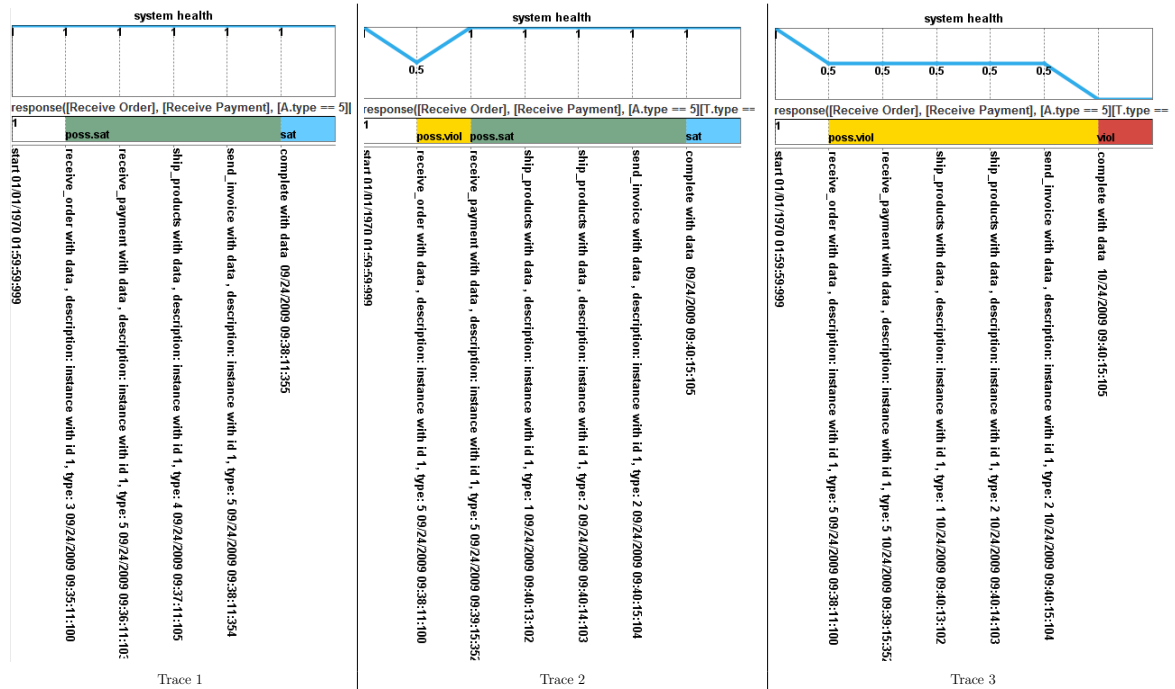 system health
1
1
1
1
1
response([Receive Order], [Receive Payment], [A.type == 5][
1
poss.sat
sat
start 01/01/1970 01:59:59:999
receive_order with data , description: instance with id 1, type: 3 09/24/2009 09:35:11:100
receive_payment with data , description: instance with id 1, type: 5 09/24/2009 09:36:11:103
ship_products with data , description: instance with id 1, type: 4 09/24/2009 09:37:11:105
send_invoice with data , description: instance with id 1, type: 5 09/24/2009 09:38:11:354
complete with data 09/24/2009 09:38:11:355
Trace 1
system health
0.5
1
1
1
1
1
response([Receive Order], [Receive Payment], [A.type == 5][T.type ==
1
poss.viol
poss.sat
sat
start 01/01/1970 01:59:59:999
receive_order with data , description: instance with id 1, type: 5 09/24/2009 09:38:11:100
receive_payment with data , description: instance with id 1, type: 5 09/24/2009 09:39:15:352
ship_products with data , description: instance with id 1, type: 1 09/24/2009 09:40:13:102
ship_products with data , description: instance with id 1, type: 2 09/24/2009 09:40:14:103
send_invoice with data , description: instance with id 1, type: 2 09/24/2009 09:40:15:104
complete with data 09/24/2009 09:40:15:105
Trace 2
system health
0.5
0.5
0.5
0.5
0.5
response([Receive Order], [Receive Payment], [A.type == 5][T.type ==
1
poss.viol
viol
start 01/01/1970 01:59:59:999
receive_order with data , description: instance with id 1, type: 5 09/24/2009 09:38:11:100
receive_payment with data , description: instance with id 1, type: 5 10/24/2009 09:39:15:352
ship_products with data , description: instance with id 1, type: 1 10/24/2009 09:40:13:102
ship_products with data , description: instance with id 1, type: 2 10/24/2009 09:40:14:103
send_invoice with data , description: instance with id 1, type: 2 10/24/2009 09:40:15:104
complete with data 10/24/2009 09:40:15:105
Trace 3